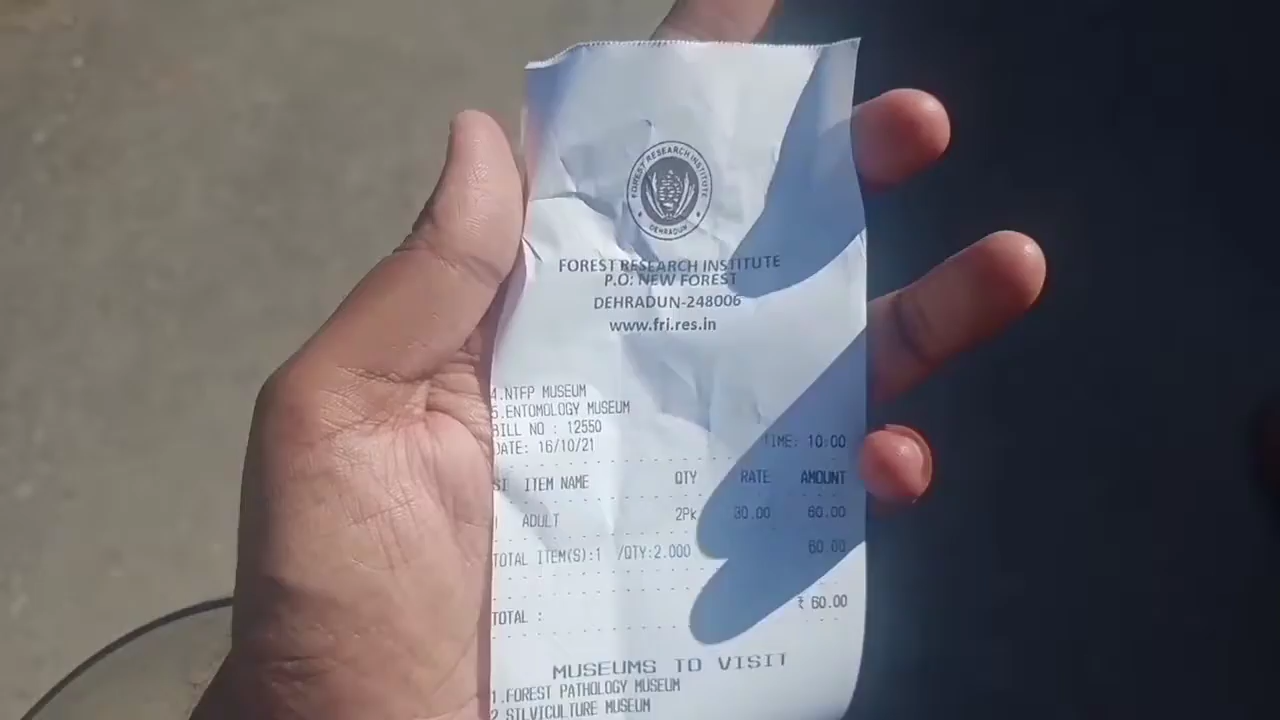 FOREST RESEARCH INSTITUTE
DEHRADUN
FOREST RESEARCH INSTITUTE
P.O: NEW FOREST
DEHRADUN-248006
www.fri.res.in
4.NTFP MUSEUM
5.ENTOMOLOGY MUSEUM
BILL NO : 12550
DATE: 16/10/21 TIME: 10:00
SI ITEM NAME QTY RATE AMOUNT
1 ADULT 2Pk 30.00 60.00
TOTAL ITEM(S):1 /QTY:2.000 60.00
TOTAL : ₹ 60.00
MUSEUMS TO VISIT
1.FOREST PATHOLOGY MUSEUM
2.SILVICULTURE MUSEUM